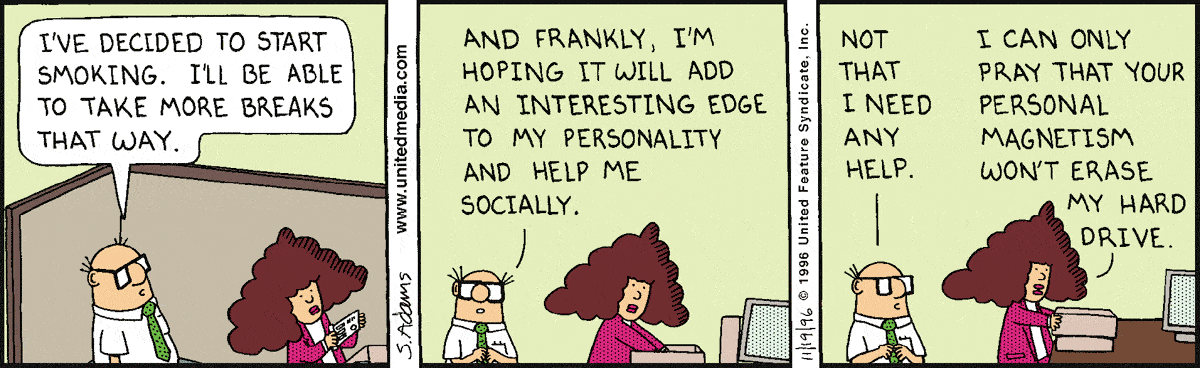 I'VE DECIDED TO START
SMOKING. I'LL BE ABLE
TO TAKE MORE BREAKS
THAT WAY.
S. Adams
www.unitedmedia.com
AND FRANKLY, I'M
HOPING IT WILL ADD
AN INTERESTING EDGE
TO MY PERSONALITY
AND HELP ME
SOCIALLY.
11/19/96 © 1996 United Feature Syndicate, Inc.
NOT
THAT
I NEED
ANY
HELP.
I CAN ONLY
PRAY THAT YOUR
PERSONAL
MAGNETISM
WON'T ERASE
MY HARD
DRIVE.